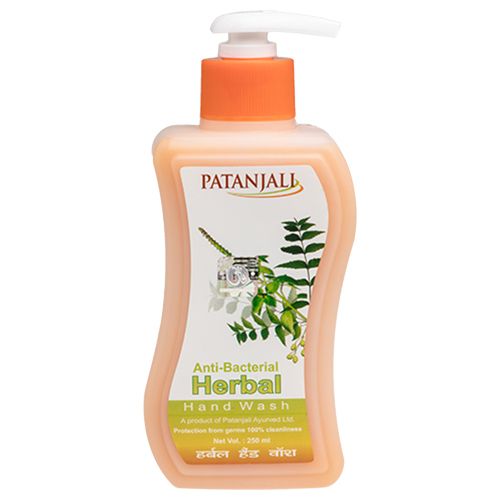 PATANJALI
Anti-Bacterial
Herbal
Hand Wash
A product of Patanjali Ayurved Ltd.
Protection from germs 100% cleanliness
Net Vol. : 250 ml
हर्बल हैंड वॉश